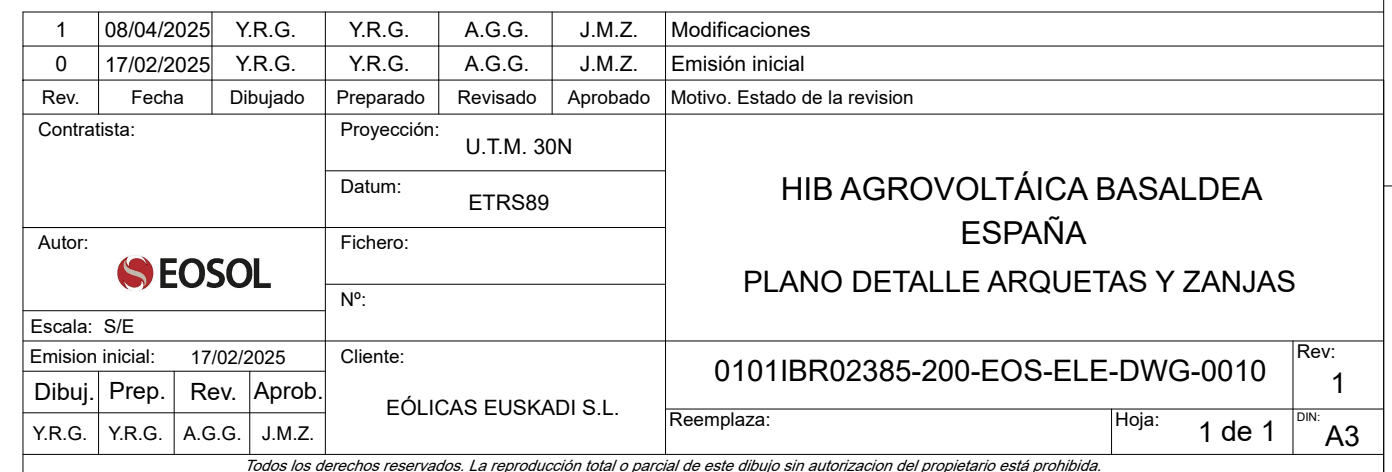 1 08/04/2025 Y.R.G. Y.R.G. A.G.G. J.M.Z. Modificaciones
0 17/02/2025 Y.R.G. Y.R.G. A.G.G. J.M.Z. Emisión inicial
Rev. Fecha Dibujado Preparado Revisado Aprobado Motivo. Estado de la revision
Contratista:
Proyección:
U.T.M. 30N
Datum:
ETRS89
HIB AGROVOLTÁICA BASALDEA
ESPAÑA
PLANO DETALLE ARQUETAS Y ZANJAS
Autor:
EOSOL
Fichero:
Nº:
Escala: S/E
Emision inicial: 17/02/2025
Dibuj. Prep. Rev. Aprob.
Y.R.G. Y.R.G. A.G.G. J.M.Z.
Cliente:
EÓLICAS EUSKADI S.L.
0101IBR02385-200-EOS-ELE-DWG-0010
Rev:
1
Reemplaza:
Hoja:
1 de 1
DIN:
A3
Todos los derechos reservados. La reproducción total o parcial de este dibujo sin autorizacion del propietario está prohibida.